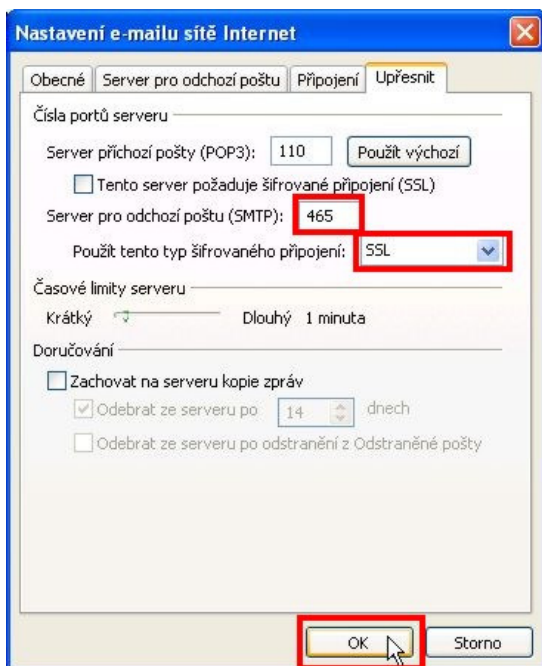 Nastavení e-mailu sítě Internet
Obecné Server pro odchozí poštu Připojení Upřesnit
Čísla portů serveru
Server příchozí pošty (POP3): 110 Použít výchozí
Tento server požaduje šifrované připojení (SSL)
Server pro odchozí poštu (SMTP): 465
Použít tento typ šifrovaného připojení: SSL
Časové limity serveru
Krátký Dlouhý 1 minuta
Doručování
Zachovat na serveru kopie zpráv
Odebrat ze serveru po 14 dnech
Odebrat ze serveru po odstranění z Odstraněné pošty
OK Storno